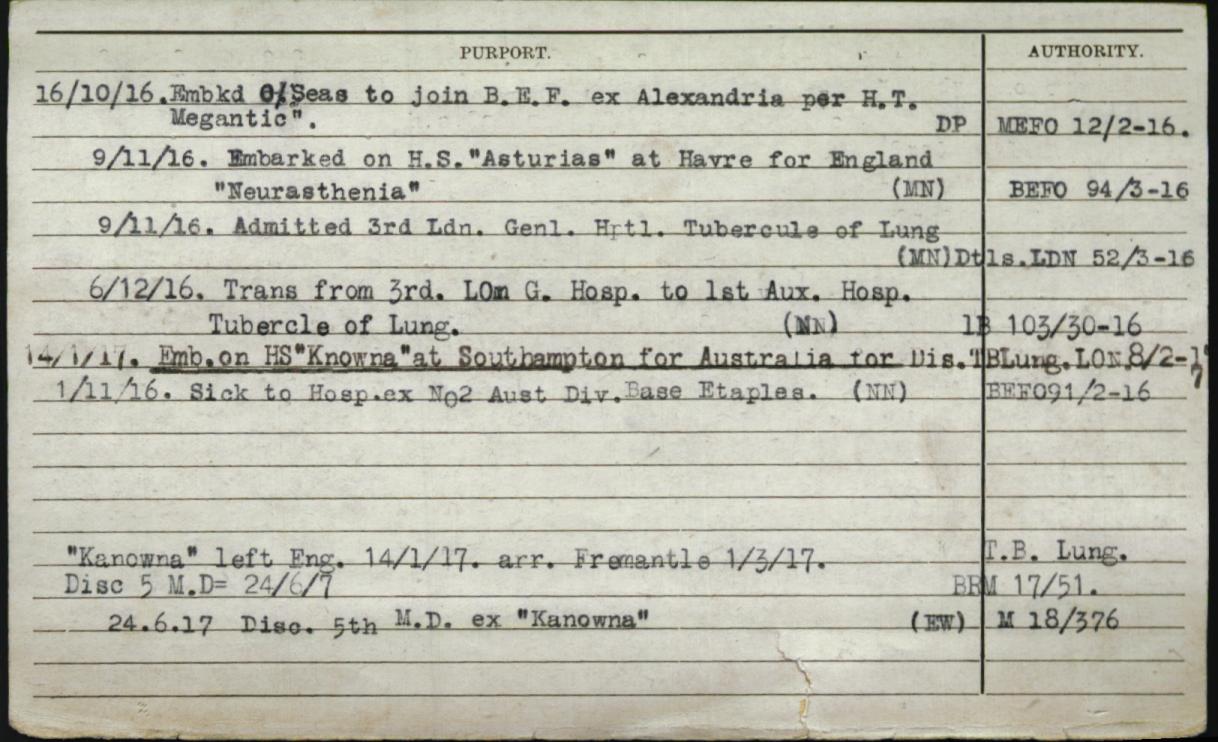 PURPORT. AUTHORITY.
16/10/16.Embkd O/Seas to join B.E.F. ex Alexandria per H.T.
Megantic". DP MEFO 12/2-16.
9/11/16. Embarked on H.S."Asturias" at Havre for England
"Neurasthenia" (MN) BEFO 94/3-16
9/11/16. Admitted 3rd Ldn. Genl. Hptl. Tubercule of Lung
(MN)Dtls.LDN 52/3-16
6/12/16. Trans from 3rd. LOm G. Hosp. to 1st Aux. Hosp.
Tubercle of Lung. (NN) 1B 103/30-16
14/1/17. Emb.on HS"Knowna"at Southampton for Australia for Dis.TBLung.LON.8/2-17
1/11/16. Sick to Hosp.ex No2 Aust Div.Base Etaples. (NN) BEFO91/2-16
"Kanowna" left Eng. 14/1/17. arr. Fremantle 1/3/17. T.B. Lung.
Disc 5 M.D= 24/6/7 BRM 17/51.
24.6.17 Disc. 5th M.D. ex "Kanowna" (EW) M 18/376